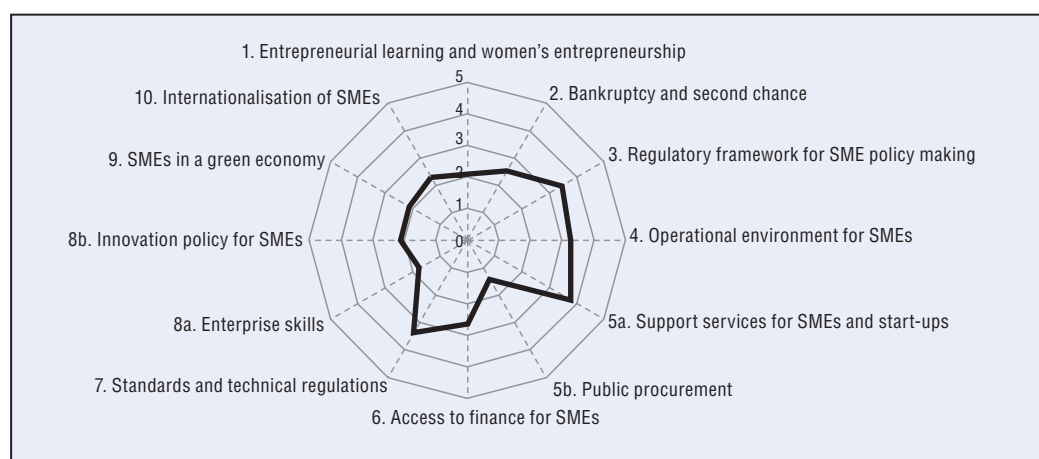 1. Entrepreneurial learning and women's entrepreneurship
2. Bankruptcy and second chance
3. Regulatory framework for SME policy making
4. Operational environment for SMEs
5a. Support services for SMEs and start-ups
5b. Public procurement
6. Access to finance for SMEs
7. Standards and technical regulations
8a. Enterprise skills
8b. Innovation policy for SMEs
9. SMEs in a green economy
10. Internationalisation of SMEs
5
4
3
2
1
0